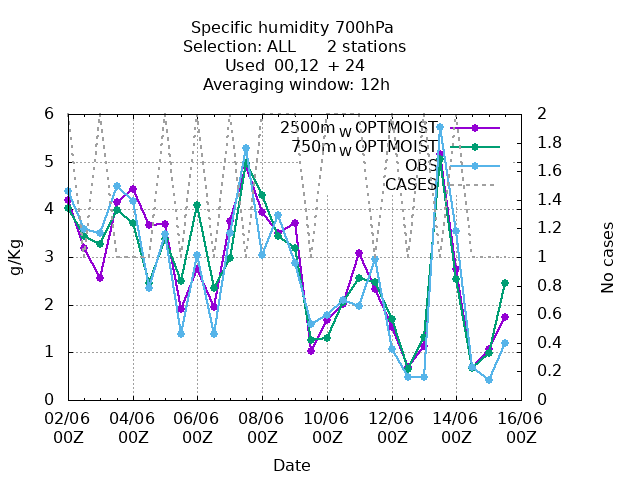 Specific humidity 700hPa
Selection: ALL 2 stations
Used 00,12 + 24
Averaging window: 12h
2500m W OPTMOIST
750m W OPTMOIST
OBS
CASES
g/Kg
6
5
4
3
2
1
0
No cases
2
1.8
1.6
1.4
1.2
1
0.8
0.6
0.4
0.2
0
02/06 04/06 06/06 08/06 10/06 12/06 14/06 16/06
00Z 00Z 00Z 00Z 00Z 00Z 00Z 00Z
Date